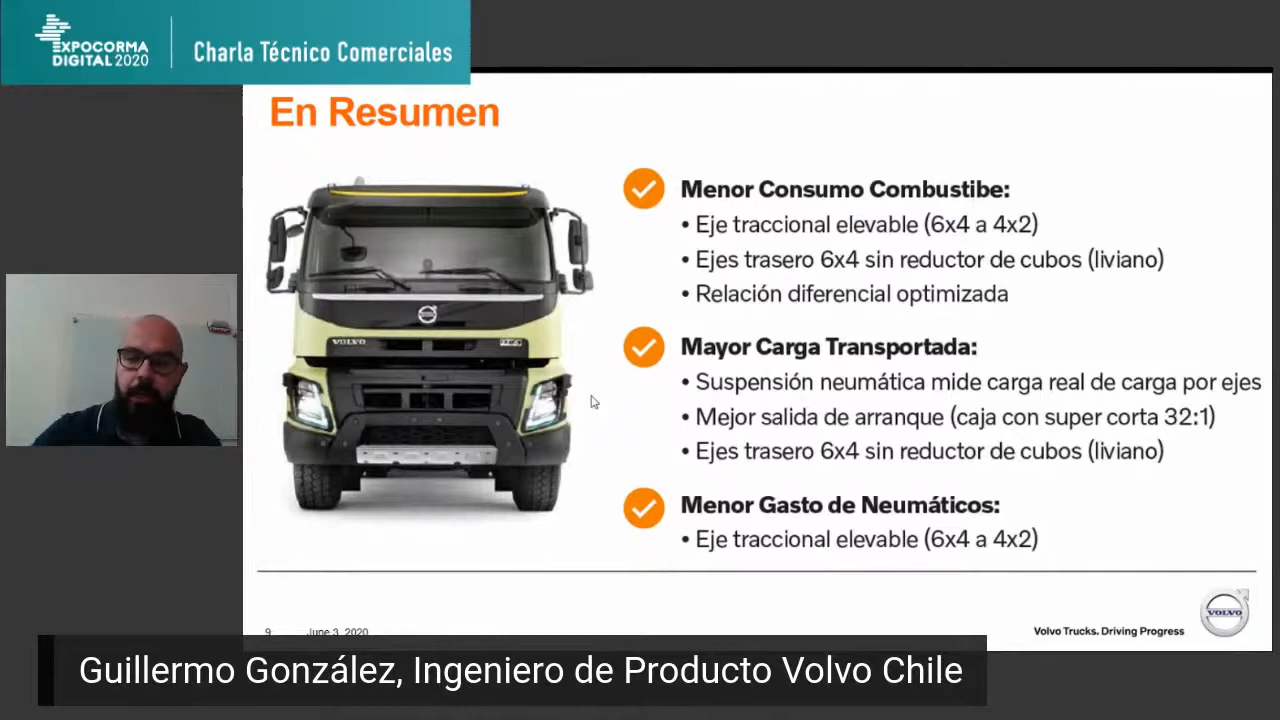 EXPOCORMA
DIGITAL 2020
Charla Técnico Comerciales
En Resumen
Menor Consumo Combustibe:
• Eje traccional elevable (6x4 a 4x2)
• Ejes trasero 6x4 sin reductor de cubos (liviano)
• Relación diferencial optimizada
Mayor Carga Transportada:
• Suspensión neumática mide carga real de carga por ejes
• Mejor salida de arranque (caja con super corta 32:1)
• Ejes trasero 6x4 sin reductor de cubos (liviano)
Menor Gasto de Neumáticos:
• Eje traccional elevable (6x4 a 4x2)
VOLVO
9 June 3, 2020
Volvo Trucks. Driving Progress
VOLVO
Guillermo González, Ingeniero de Producto Volvo Chile